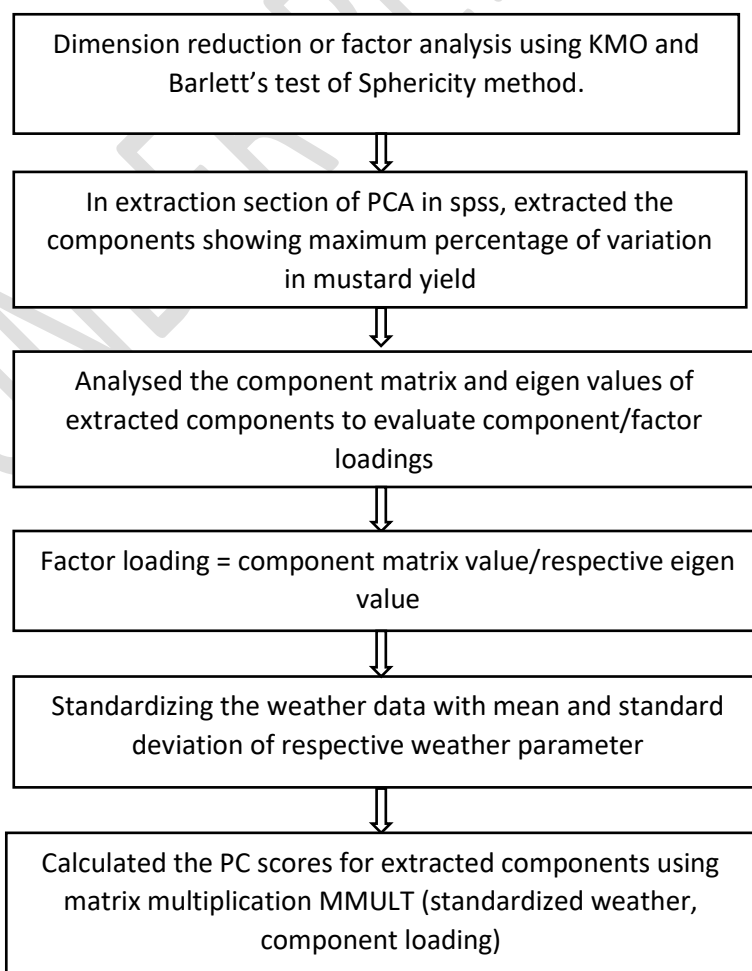 Dimension reduction or factor analysis using KMO and
Barlett’s test of Sphericity method.
In extraction section of PCA in spss, extracted the
components showing maximum percentage of variation
in mustard yield
Analysed the component matrix and eigen values of
extracted components to evaluate component/factor
loadings
Factor loading = component matrix value/respective eigen
value
Standardizing the weather data with mean and standard
deviation of respective weather parameter
Calculated the PC scores for extracted components using
matrix multiplication MMULT (standardized weather,
component loading)